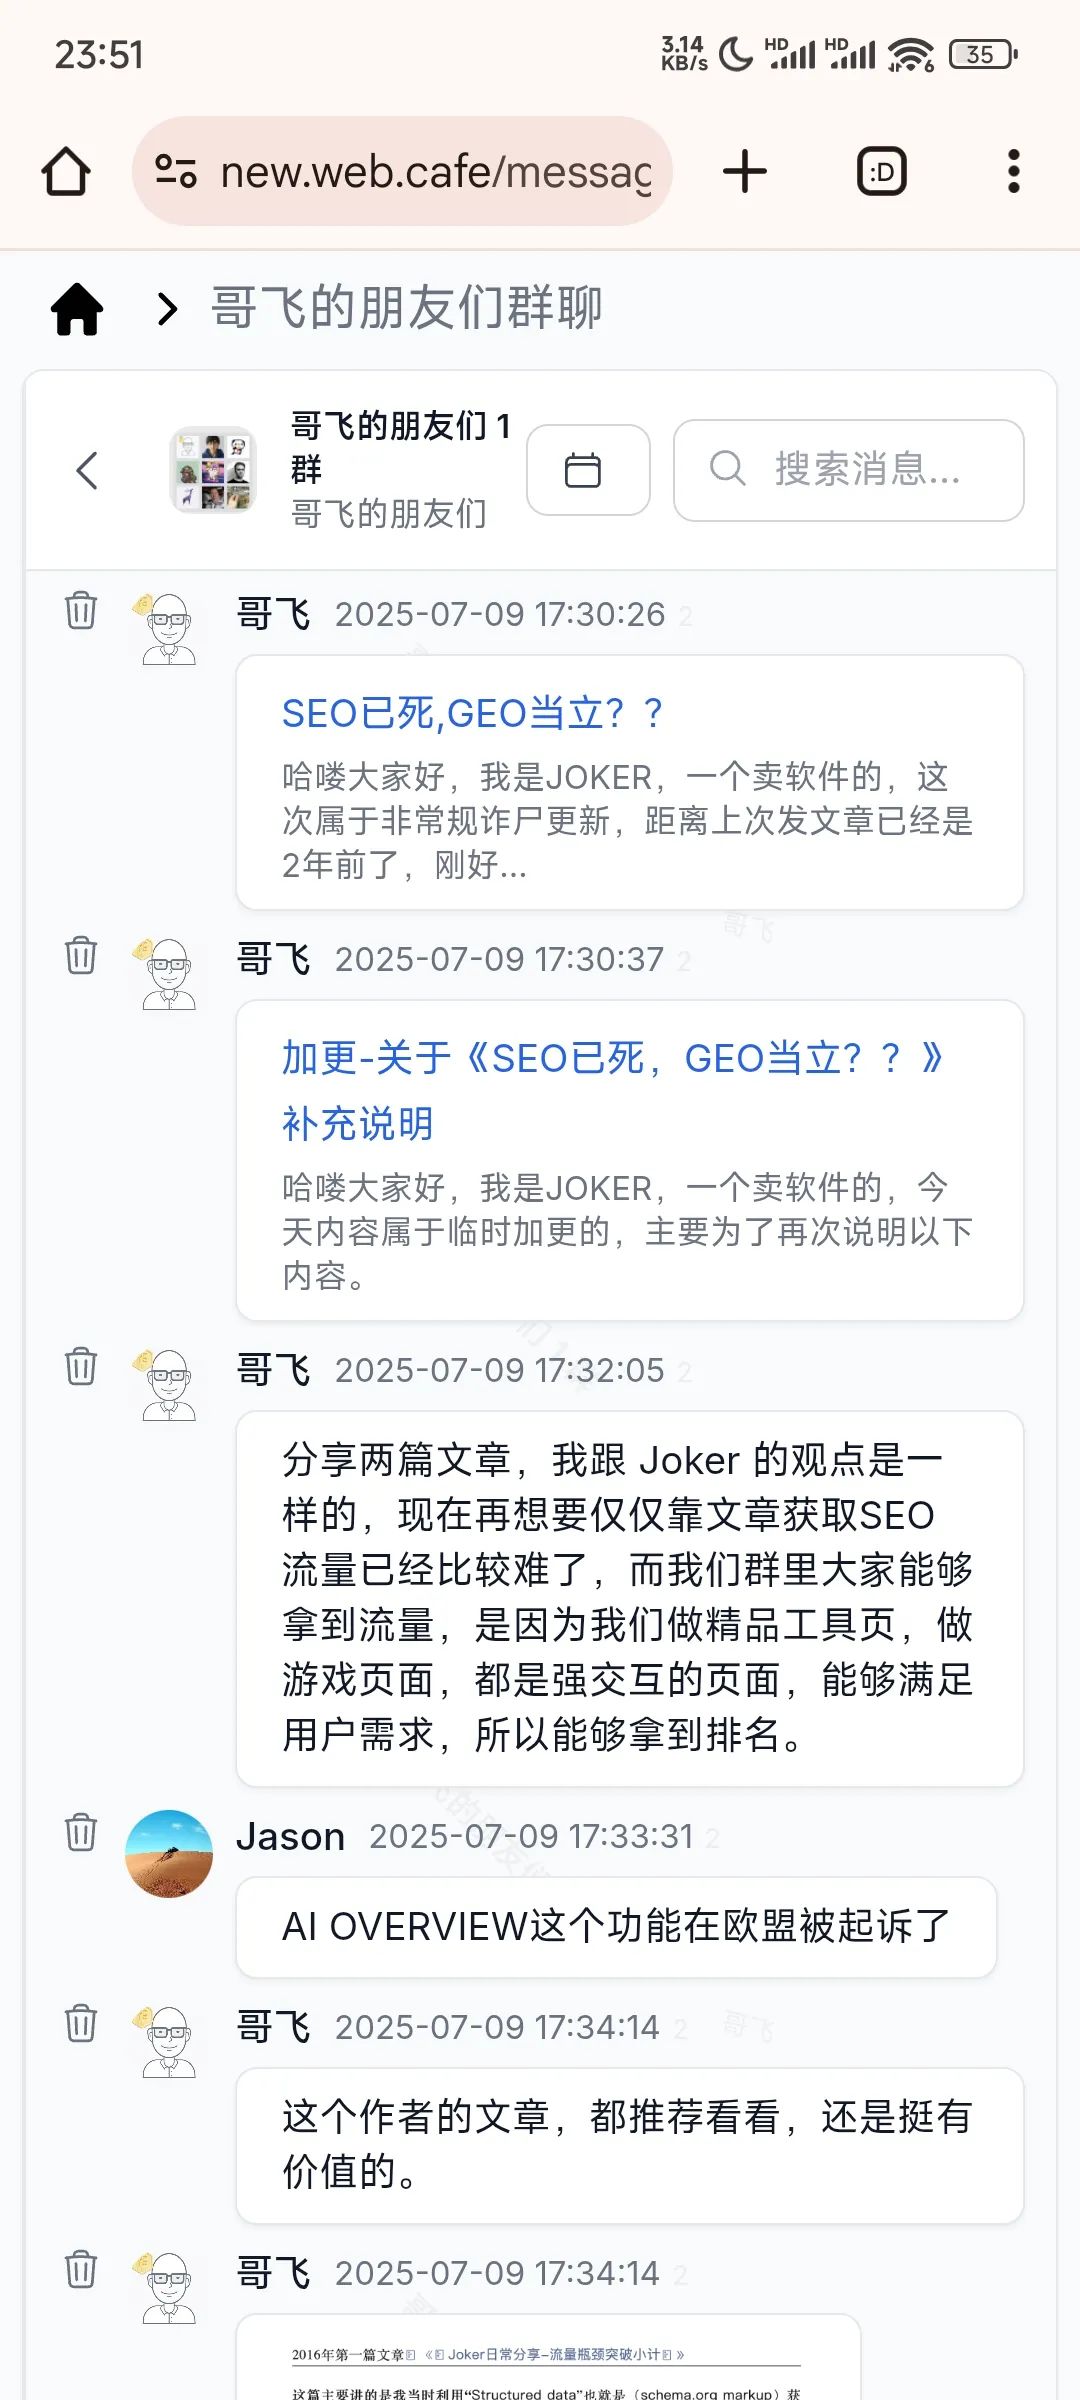 23:51
3.14
KB/s
HD
HD
6
35
new.web.cafe/messag
:D
哥飞的朋友们群聊
哥飞的朋友们 1
群
哥飞的朋友们
搜索消息...
哥飞 2025-07-09 17:30:26 2
SEO已死,GEO当立？？
哈喽大家好，我是JOKER，一个卖软件的，这
次属于非常规诈尸更新，距离上次发文章已经是
2年前了，刚好...
哥飞
哥飞 2025-07-09 17:30:37 2
加更-关于《SEO已死，GEO当立？？》
补充说明
哈喽大家好，我是JOKER，一个卖软件的，今
天内容属于临时加更的，主要为了再次说明以下
内容。
哥飞 2025-07-09 17:32:05 2
分享两篇文章，我跟 Joker 的观点是一
样的，现在再想要仅仅靠文章获取SEO
流量已经比较难了，而我们群里大家能够
拿到流量，是因为我们做精品工具页，做
游戏页面，都是强交互的页面，能够满足
用户需求，所以能够拿到排名。
Jason 2025-07-09 17:33:31 2
AI OVERVIEW这个功能在欧盟被起诉了
哥飞 2025-07-09 17:34:14 2
哥飞
这个作者的文章，都推荐看看，还是挺有
价值的。
哥飞 2025-07-09 17:34:14 2
2016年第一篇文章《Joker日常分享-流量瓶颈突破小计》
这篇主要讲的是我当时利用“Structured data”也就是（schema.org markup）获